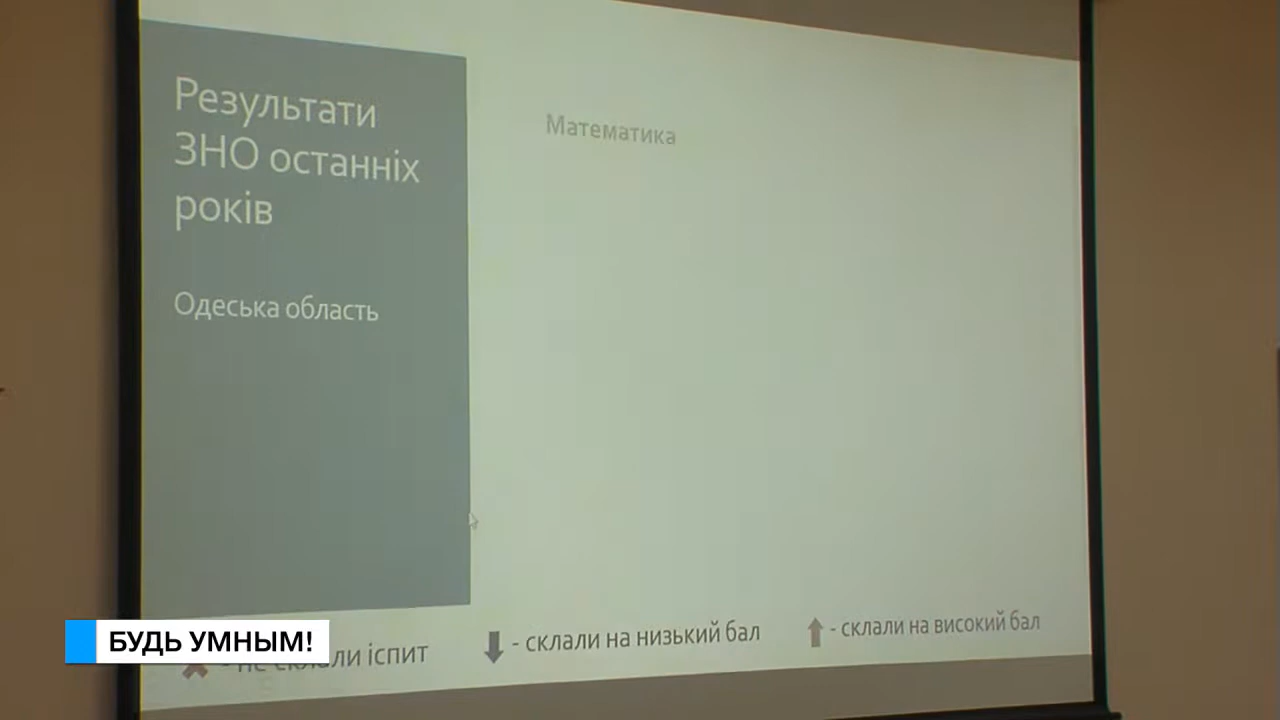 Результати
ЗНО останніх
років
Одеська область
Математика
- не склали іспит
- склали на низький бал
- склали на високий бал
БУДЬ УМНЫМ!